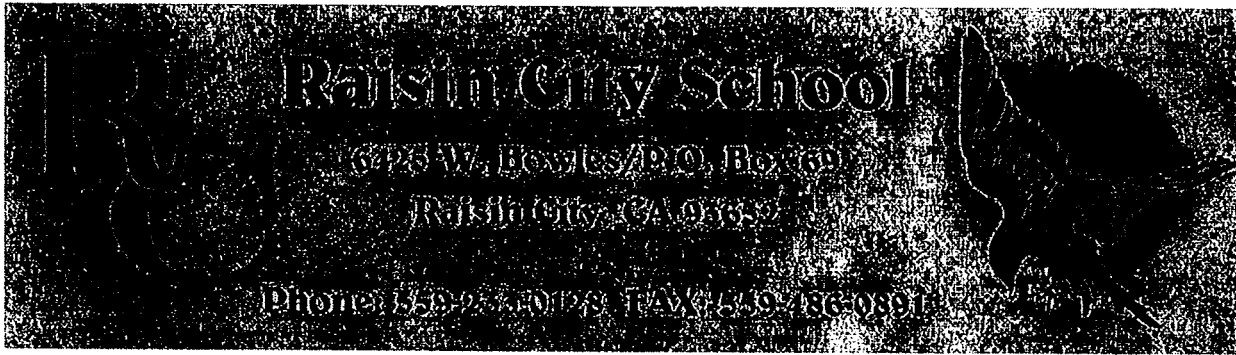 Raisin City School
6425 W. Bowles/P.O. Box 69
Raisin City, CA 93652
Phone: 559-233-0128 FAX: 559-486-0891